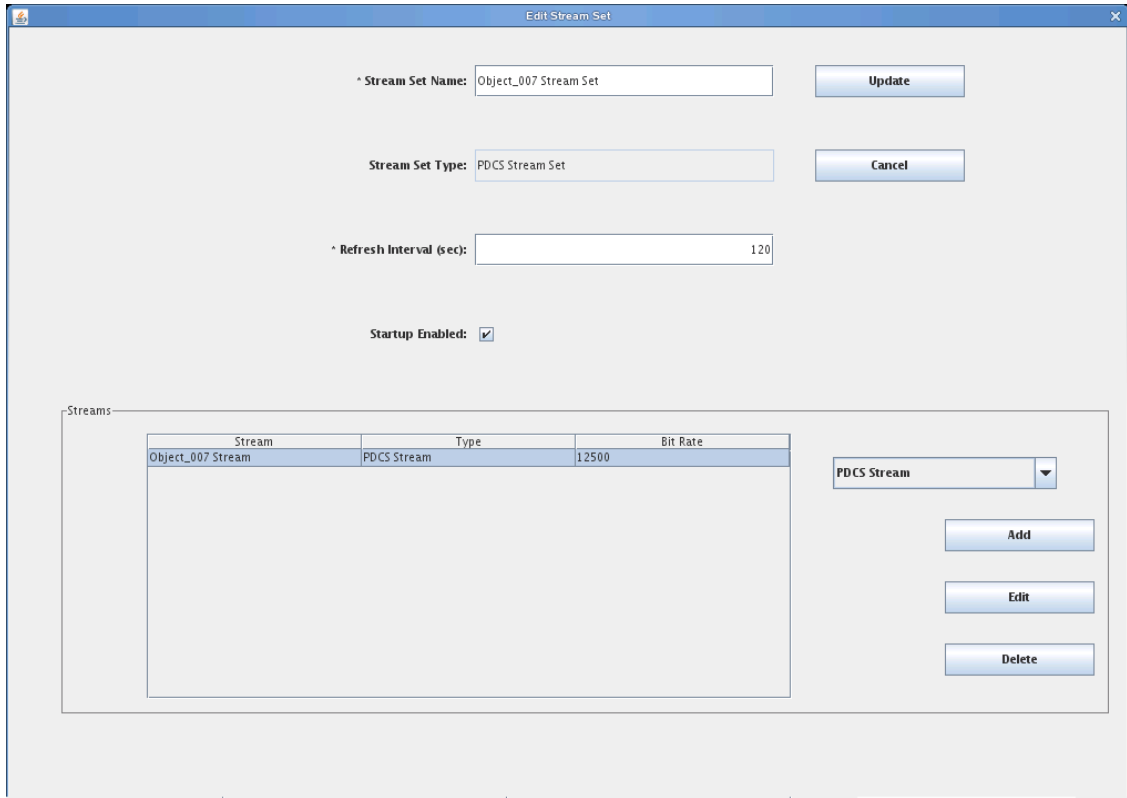 Edit Stream Set
* Stream Set Name: Object_007 Stream Set Update
Stream Set Type: PDCS Stream Set Cancel
* Refresh Interval (sec): 120
Startup Enabled:
Streams
Stream Type Bit Rate
Object_007 Stream PDCS Stream 12500
PDCS Stream
Add
Edit
Delete